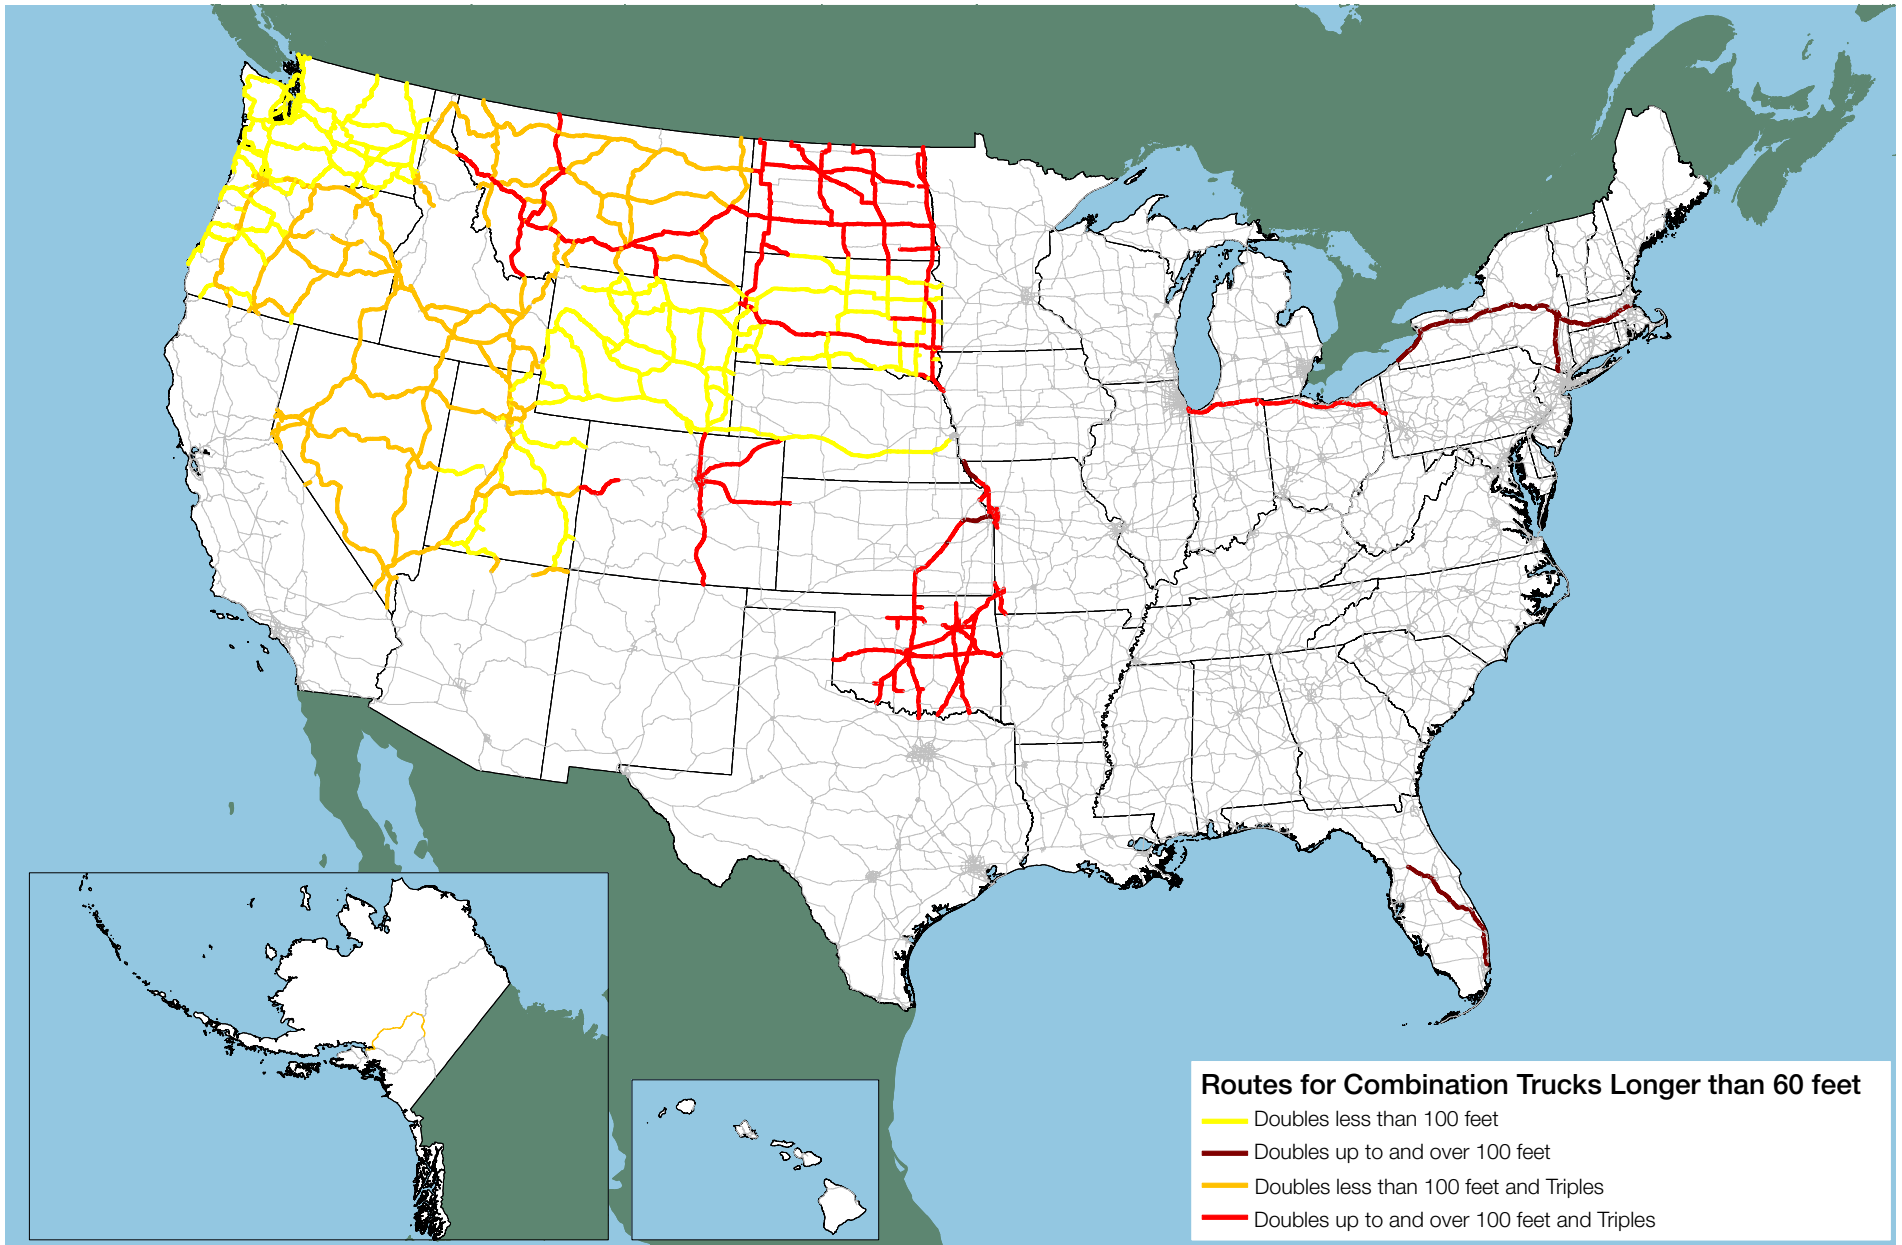 Routes for Combination Trucks Longer than 60 feet
Doubles less than 100 feet
Doubles up to and over 100 feet
Doubles less than 100 feet and Triples
Doubles up to and over 100 feet and Triples